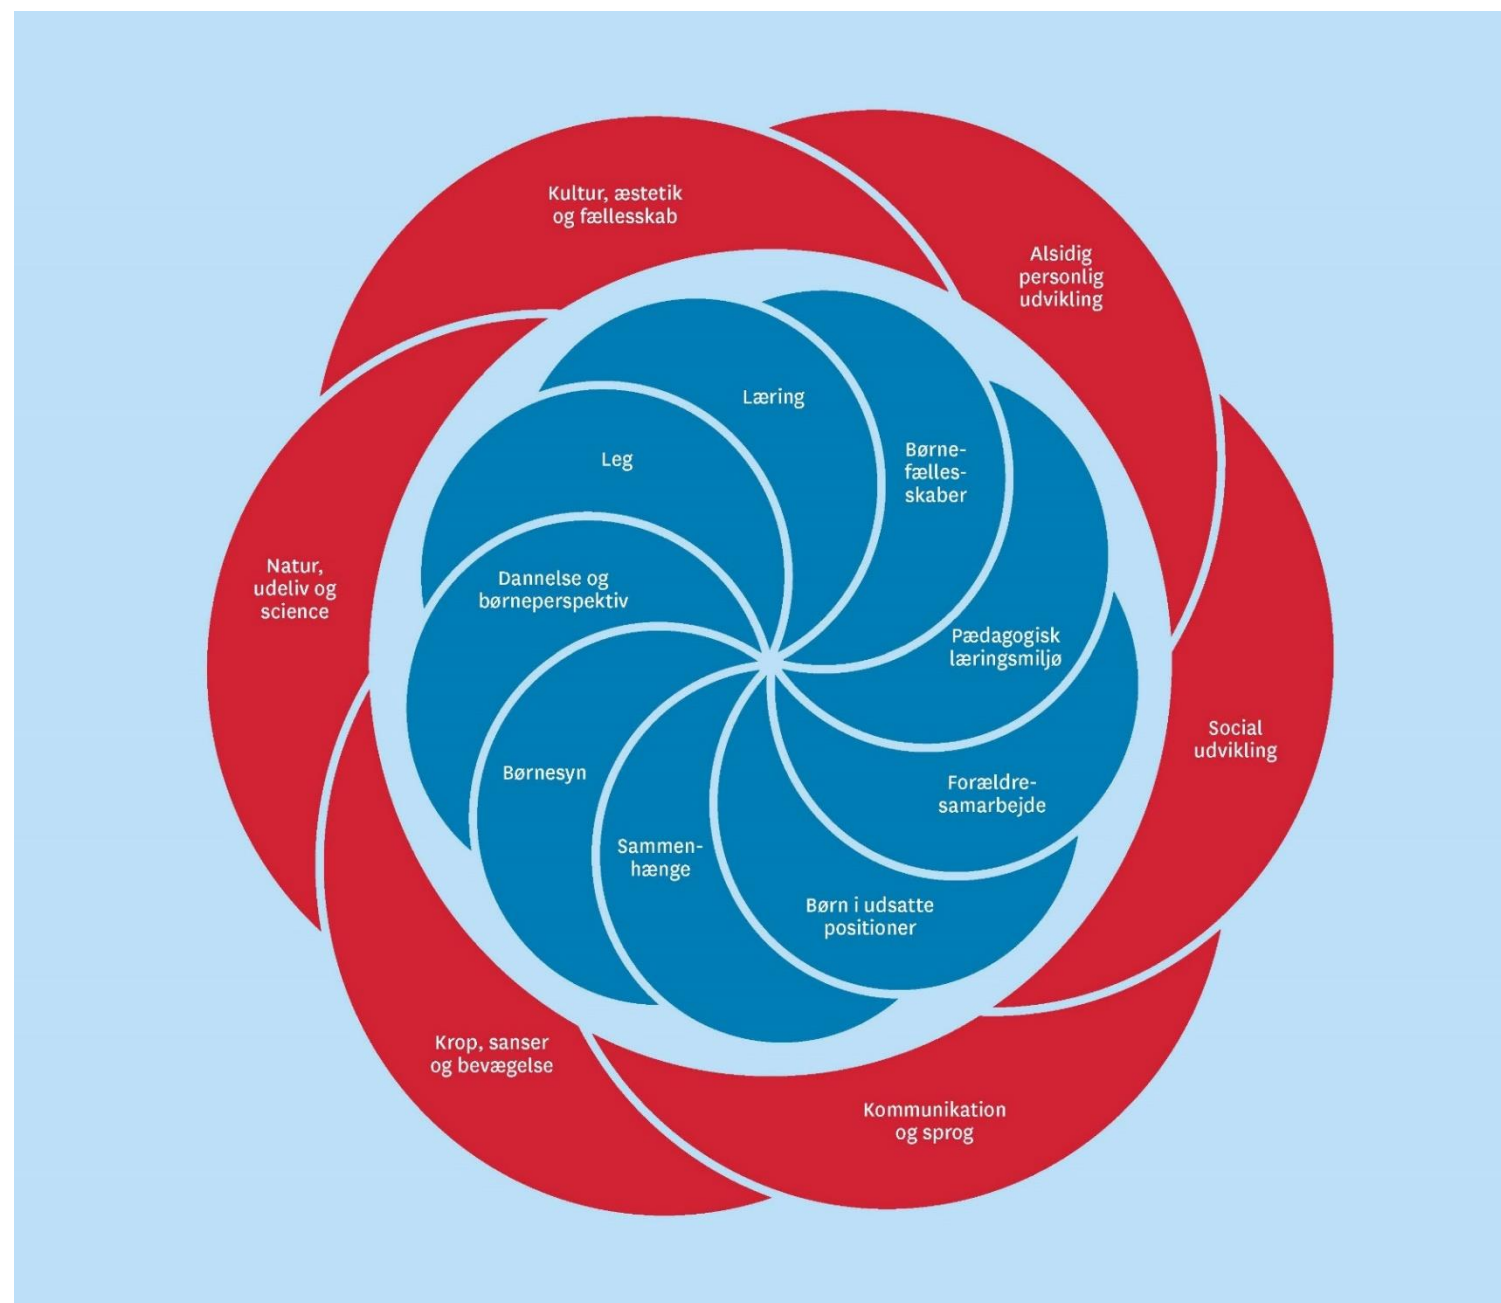 Kultur, æstetik
og fællesskab
Alsidig
personlig
udvikling
Læring
Børne-
fælles-
skaber
Leg
Natur,
udeliv og
science
Dannelse og
børneperspektiv
Pædagogisk
læringsmiljø
Social
udvikling
Børnesyn
Forældre-
samarbejde
Sammen-
hænge
Børn i udsatte
positioner
Krop, sanser
og bevægelse
Kommunikation
og sprog